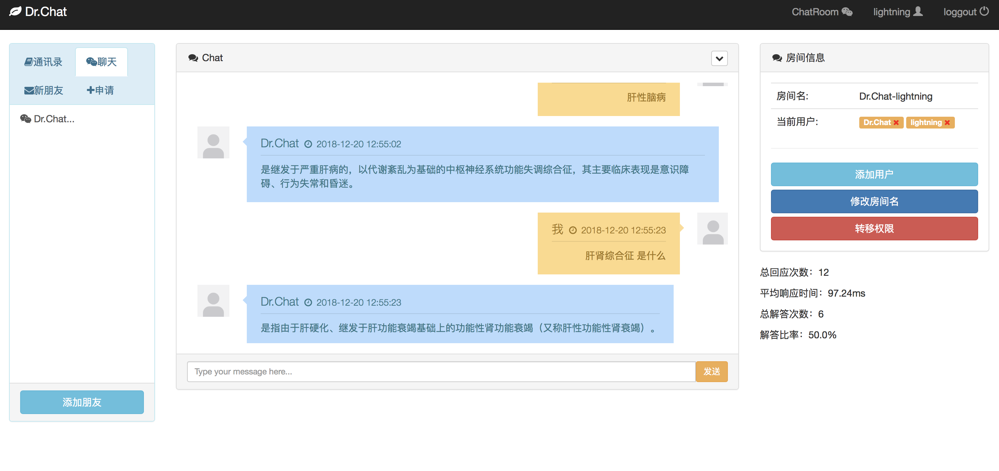 Dr.Chat
ChatRoom
lightning
loggout
通讯录
聊天
新朋友
申请
Dr.Chat...
添加朋友
Chat
肝性脑病
Dr.Chat 2018-12-20 12:55:02
是继发于严重肝病的，以代谢紊乱为基础的中枢神经系统功能失调综合征，其主要临床表现是意识障
碍、行为失常和昏迷。
我 2018-12-20 12:55:23
肝肾综合征 是什么
Dr.Chat 2018-12-20 12:55:23
是指由于肝硬化、继发于肝功能衰竭基础上的功能性肾功能衰竭（又称肝性功能性肾衰竭）。
Type your message here...
发送
房间信息
房间名: Dr.Chat-lightning
当前用户: Dr.Chat lightning
添加用户
修改房间名
转移权限
总回应次数：12
平均响应时间：97.24ms
总解答次数：6
解答比率：50.0%